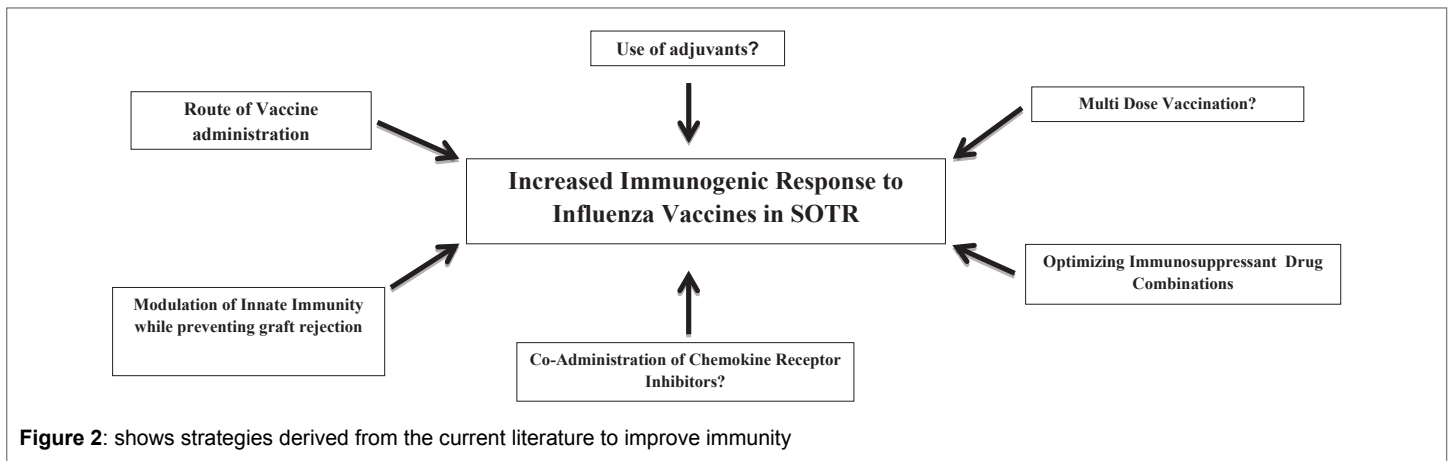 Use of adjuvants?
Route of Vaccine
administration
Multi Dose Vaccination?
Increased Immunogenic Response to
Influenza Vaccines in SOTR
Optimizing Immunosuppressant Drug
Combinations
Modulation of Innate Immunity
while preventing graft rejection
Co-Administration of Chemokine Receptor
Inhibitors?
Figure 2: shows strategies derived from the current literature to improve immunity